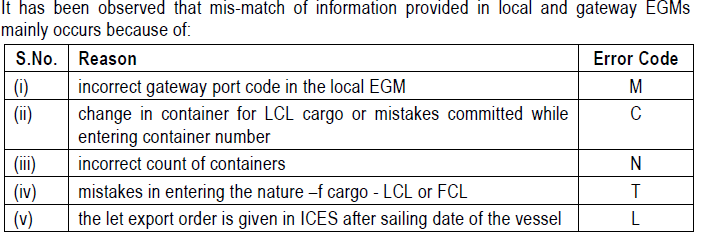 It has been observed that mis-match of information provided in local and gateway EGMs
mainly occurs because of:
S.No. Reason Error Code
(i) incorrect gateway port code in the local EGM M
(ii) change in container for LCL cargo or mistakes committed while C
entering container number
(iii) incorrect count of containers N
(iv) mistakes in entering the nature –f cargo - LCL or FCL T
(v) the let export order is given in ICES after sailing date of the vessel L